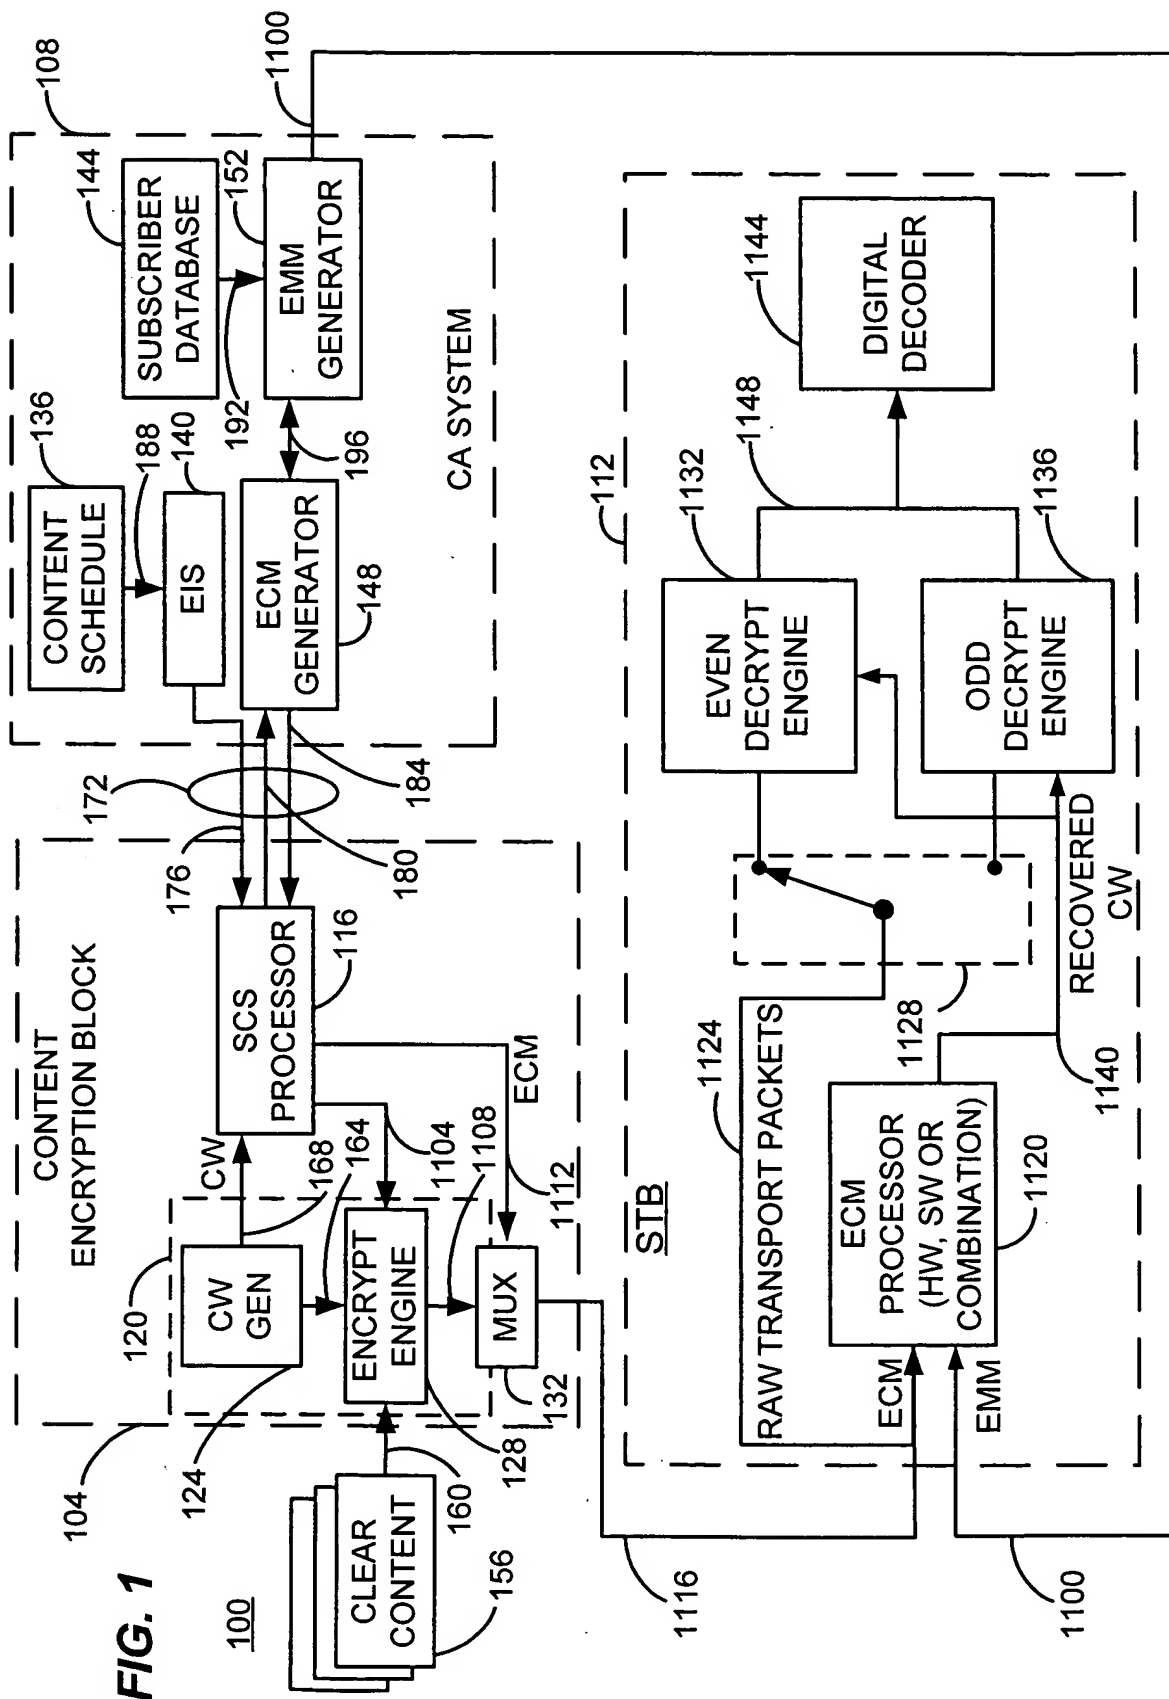 FIG. 1
100
CLEAR
CONTENT
156
160
104
CONTENT
ENCRYPTION BLOCK
120
124
CW
GEN
CW
168
164
ENCRYPT
ENGINE
128
1104
1108
MUX
132
1112
ECM
SCS
PROCESSOR
116
176
172
180
184
108
CONTENT
SCHEDULE
136
188
EIS
140
SUBSCRIBER
DATABASE
144
192
ECM
GENERATOR
148
196
EMM
GENERATOR
152
CA SYSTEM
1100
1116
1100
112
STB
ECM
EMM
RAW TRANSPORT PACKETS
1124
ECM
PROCESSOR
(HW, SW OR
COMBINATION)
1120
1128
1140
RECOVERED
CW
EVEN
DECRYPT
ENGINE
1132
ODD
DECRYPT
ENGINE
1136
1148
DIGITAL
DECODER
1144